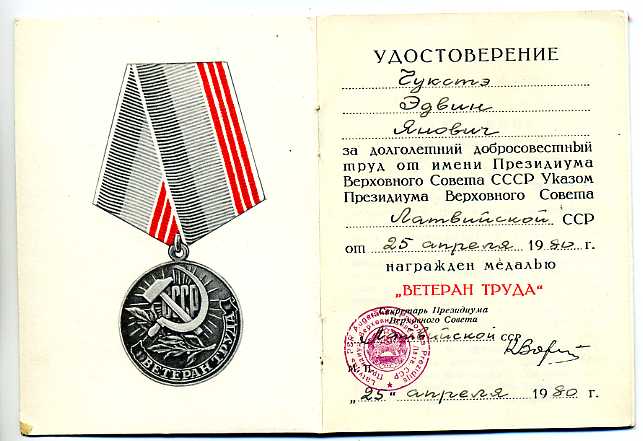 СССР
ВЕТЕРАН ТРУДА
УДОСТОВЕРЕНИЕ
Чукстэ
Эдвин
Янович
за долголетний добросовестный
труд от имени Президиума
Верховного Совета СССР Указом
Президиума Верховного Совета
Латвийской ССР
от 25 апреля 1980 г.
награжден медалью
„ВЕТЕРАН ТРУДА“
Секретарь Президиума
Верховного Совета
Латвийской ССР
„25“ апреля 1980 г.